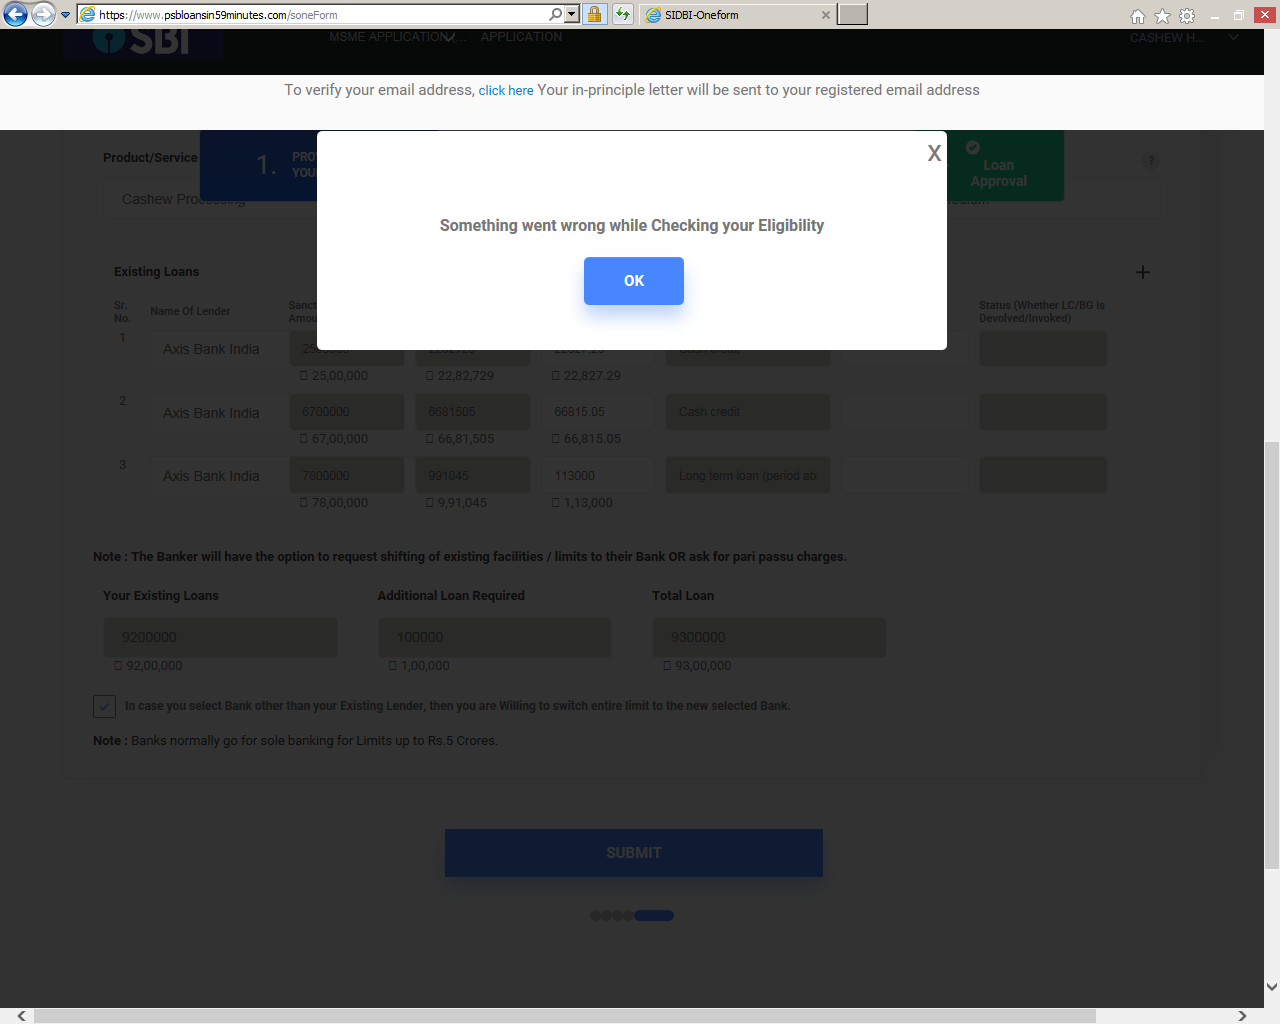 https://www.psbloansin59minutes.com/soneForm
SIDBI-Oneform
SBI
MSME APPLICATION (...
APPLICATION
CASHEW H...
To verify your email address, click here Your in-principle letter will be sent to your registered email address
Product/Service
1.
Loan
Approval
?
Cashew Processing
X
Something went wrong while Checking your Eligibility
OK
Existing Loans
+
Sr. No.
Name Of Lender
Status (Whether LC/BG Is Devolved/Invoked)
1
Axis Bank India
25,00,000
22,82,729
22,827.29
2
Axis Bank India
6700000
6681505
66815.05
Cash credit
67,00,000
66,81,505
66,815.05
3
Axis Bank India
7800000
991045
113000
Long term loan (period ab
78,00,000
9,91,045
1,13,000
Note : The Banker will have the option to request shifting of existing facilities / limits to their Bank OR ask for pari passu charges.
Your Existing Loans
Additional Loan Required
Total Loan
9200000
100000
9300000
92,00,000
1,00,000
93,00,000
In case you select Bank other than your Existing Lender, then you are Willing to switch entire limit to the new selected Bank.
Note : Banks normally go for sole banking for Limits up to Rs.5 Crores.
SUBMIT